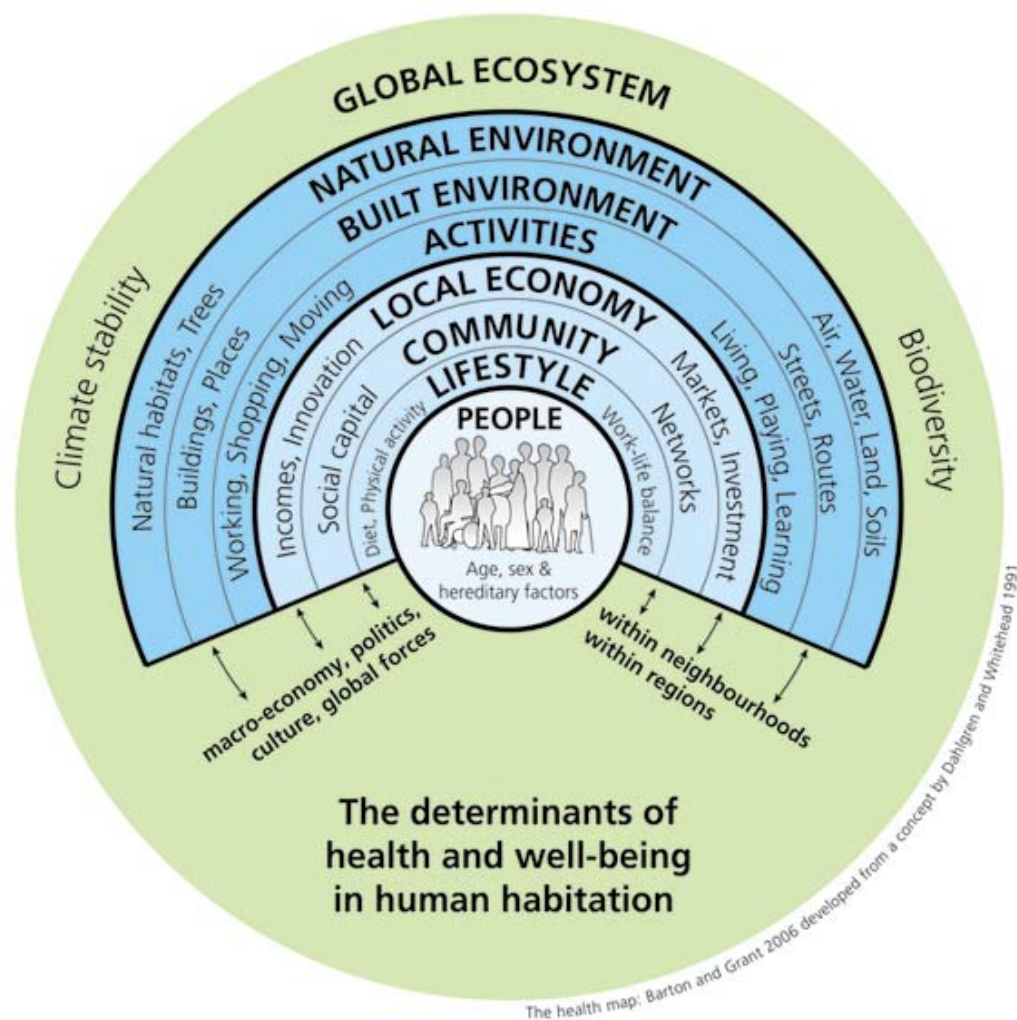 GLOBAL ECOSYSTEM
NATURAL ENVIRONMENT
BUILT ENVIRONMENT
ACTIVITIES
LOCAL ECONOMY
COMMUNITY
LIFESTYLE
PEOPLE
Age, sex &
hereditary factors
Climate stability
Natural habitats, Trees
Buildings, Places
Working, Shopping, Moving
Incomes, Innovation
Social capital
Diet, Physical activity
Work-life balance
Networks
Markets, Investment
Living, Playing, Learning
Streets, Routes
Air, Water, Land, Soils
Biodiversity
macro-economy, politics,
culture, global forces
within neighbourhoods
within regions
The determinants of
health and well-being
in human habitation
The health map: Barton and Grant 2006 developed from a concept by Dahlgren and Whitehead 1991